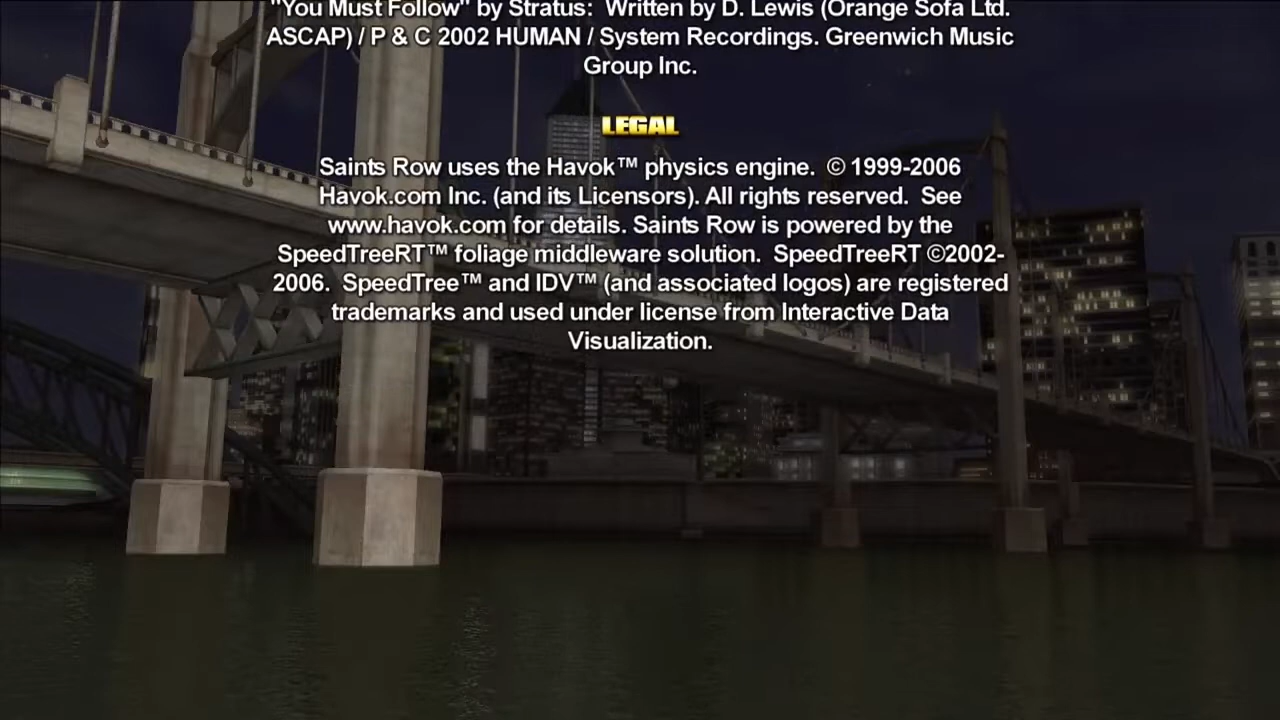 "You Must Follow" by Stratus:  Written by D. Lewis (Orange Sofa Ltd.
ASCAP) / P & C 2002 HUMAN / System Recordings. Greenwich Music
Group Inc.
LEGAL
Saints Row uses the Havok™ physics engine.  © 1999-2006
Havok.com Inc. (and its Licensors). All rights reserved.  See
www.havok.com for details. Saints Row is powered by the
SpeedTreeRT™ foliage middleware solution.  SpeedTreeRT ©2002-
2006.  SpeedTree™ and IDV™ (and associated logos) are registered
trademarks and used under license from Interactive Data
Visualization.